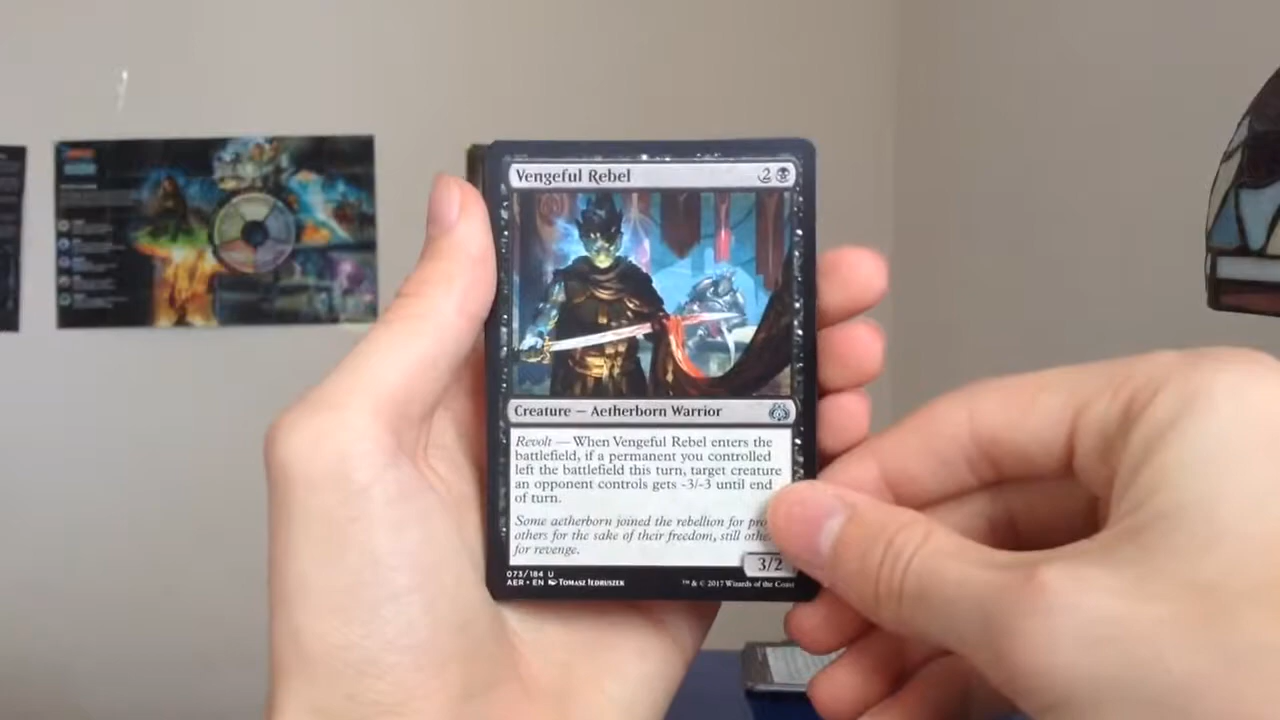 Vengeful Rebel 2
Creature — Aetherborn Warrior
Revolt — When Vengeful Rebel enters the
battlefield, if a permanent you controlled
left the battlefield this turn, target creature
an opponent controls gets -3/-3 until end
of turn.
Some aetherborn joined the rebellion for
others for the sake of their freedom, still
for revenge.
3/2
073/184 U
AER • EN Tomasz Jedruszek
™ & © 2017 Wizards of the Coast